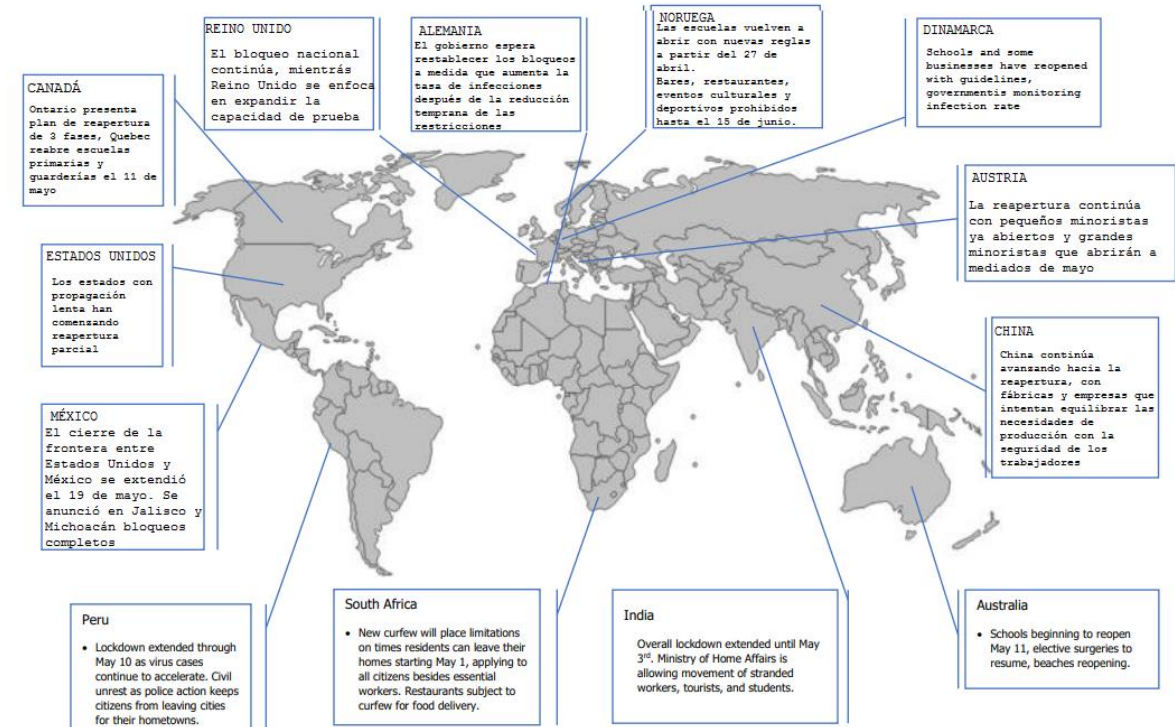 REINO UNIDO
El bloqueo nacional
continúa, mientrás
Reino Unido se enfoca
en expandir la
capacidad de prueba
ALEMANIA
El gobierno espera
restablecer los bloqueos
a medida que aumenta la
tasa de infecciones
después de la reducción
temprana de las
restricciones
NORUEGA
Las escuelas vuelven a
abrir con nuevas reglas
a partir del 27 de
abril.
Bares, restaurantes,
eventos culturales y
deportivos prohibidos
hasta el 15 de junio.
DINAMARCA
Schools and some
businesses have reopened
with guidelines,
governmentis monitoring
infection rate
CANADÁ
Ontario presenta
plan de reapertura
de 3 fases, Quebec
reabre escuelas
primarias y
guarderías el 11 de
mayo
AUSTRIA
La reapertura continúa
con pequeños minoristas
ya abiertos y grandes
minoristas que abrirán a
mediados de mayo
ESTADOS UNIDOS
Los estados con
propagación
lenta han
comenzando
reapertura
parcial
CHINA
China continúa
avanzando hacia la
reapertura, con
fábricas y empresas que
intentan equilibrar las
necesidades de
producción con la
seguridad de los
trabajadores
MÉXICO
El cierre de la
frontera entre
Estados Unidos y
México se extendió
el 19 de mayo. Se
anunció en Jalisco y
Michoacán bloqueos
completos
Peru
• Lockdown extended through
May 10 as virus cases
continue to accelerate. Civil
unrest as police action keeps
citizens from leaving cities
for their hometowns.
South Africa
• New curfew will place limitations
on times residents can leave their
homes starting May 1, applying to
all citizens besides essential
workers. Restaurants subject to
curfew for food delivery.
India
Overall lockdown extended until May
3rd. Ministry of Home Affairs is
allowing movement of stranded
workers, tourists, and students.
Australia
• Schools beginning to reopen
May 11, elective surgeries to
resume, beaches reopening.